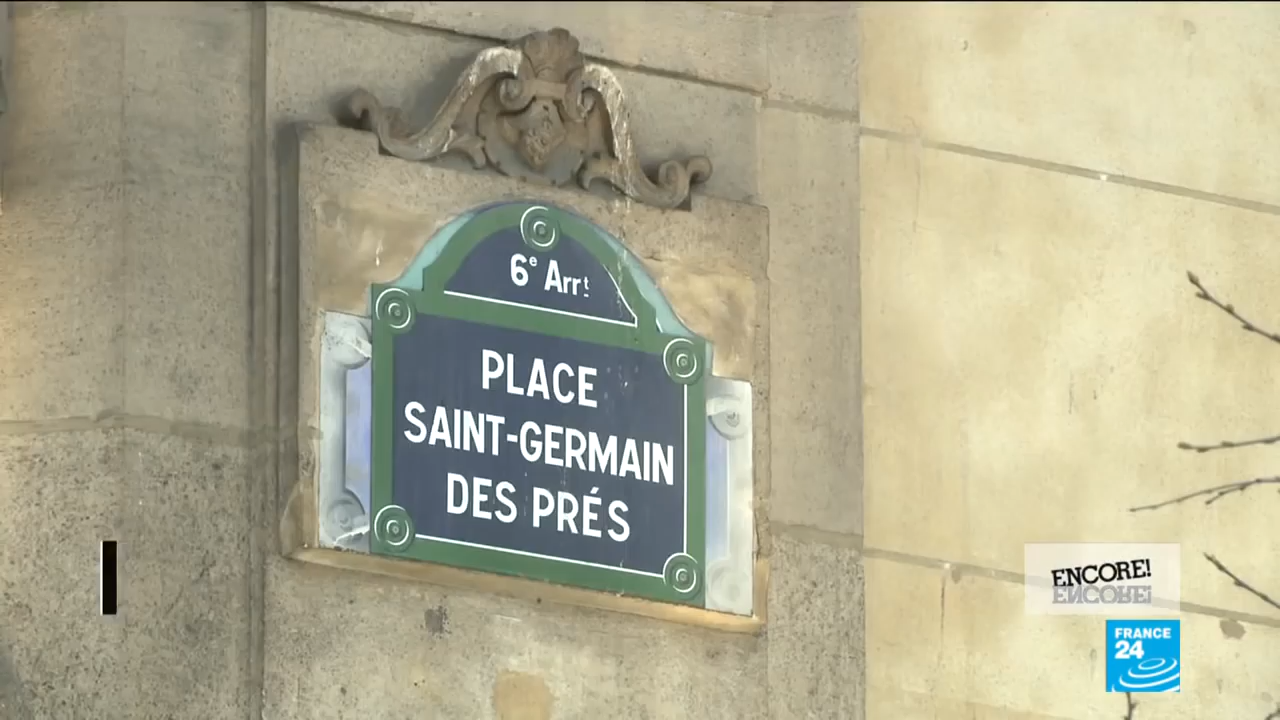 6e Arrt
PLACE
SAINT-GERMAIN
DES PRÉS
ENCORE!
FRANCE
24